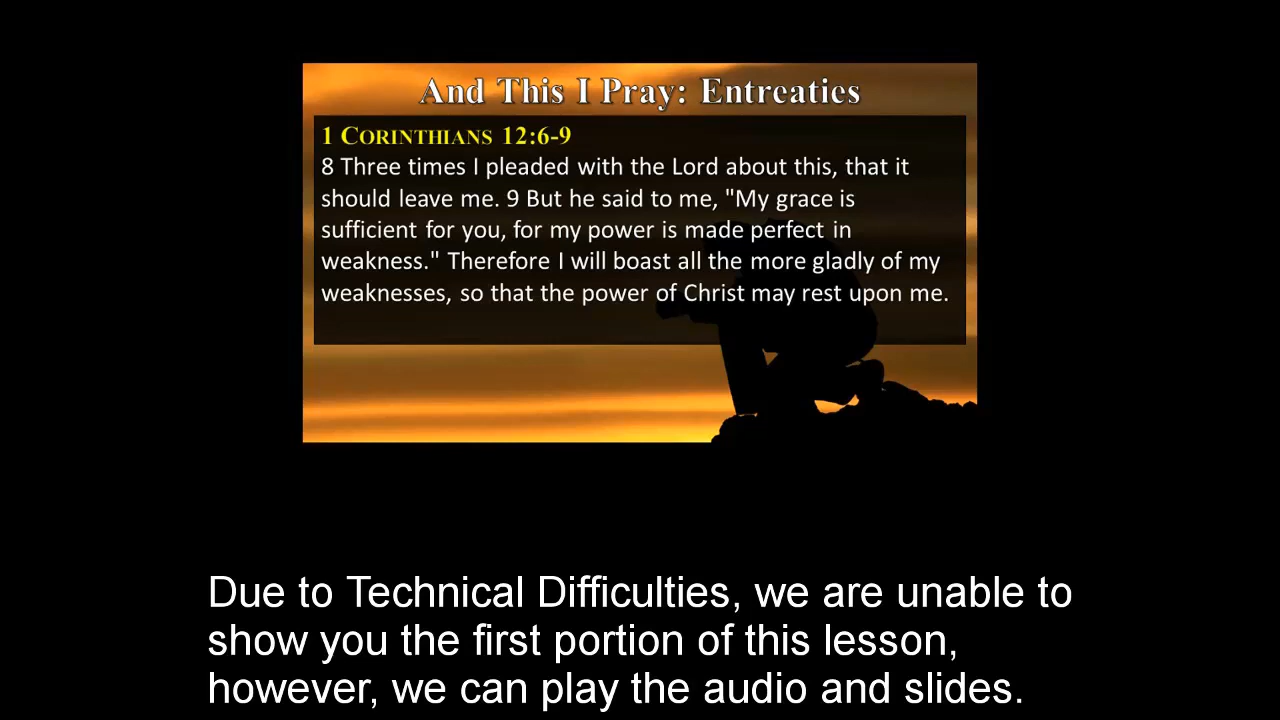 And This I Pray: Entreaties
1 CORINTHIANS 12:6-9
8 Three times I pleaded with the Lord about this, that it
should leave me. 9 But he said to me, "My grace is
sufficient for you, for my power is made perfect in
weakness." Therefore I will boast all the more gladly of my
weaknesses, so that the power of Christ may rest upon me.
Due to Technical Difficulties, we are unable to
show you the first portion of this lesson,
however, we can play the audio and slides.